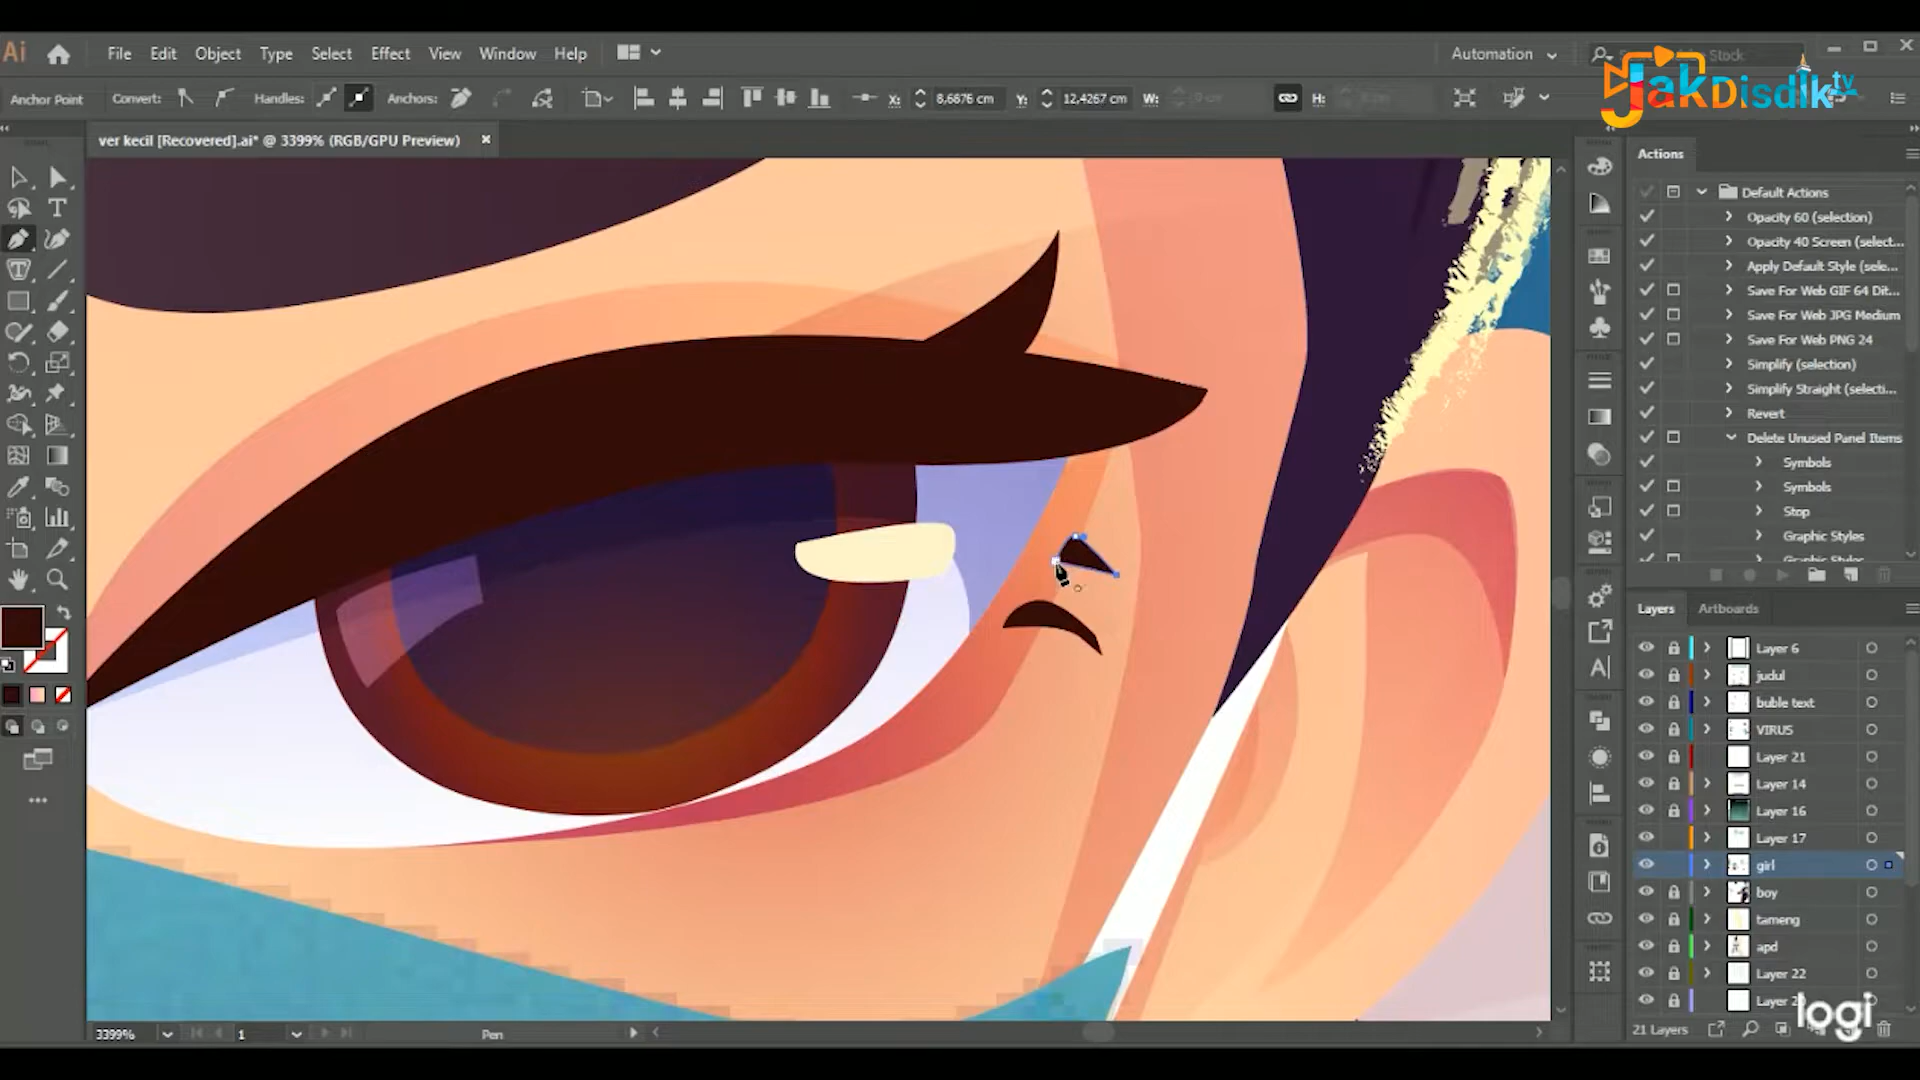 Ai File Edit Object Type Select Effect View Window Help Automation
JakDisdIk tv
Anchor Point Convert: Handles: Anchors: X: 8,6876 cm Y: 12,4267 cm W: H:
ver kecil [Recovered].ai* @ 3399% (RGB/GPU Preview)
Actions
Default Actions
Opacity 60 (selection)
Opacity 40 Screen (select...
Apply Default Style (sele...
Save For Web GIF 64 Dit...
Save For Web JPG Medium
Save For Web PNG 24
Simplify (selection)
Simplify Straight (selecti...
Revert
Delete Unused Panel Items
Symbols
Symbols
Stop
Graphic Styles
Graphic Styles
Layers Artboards
Layer 6
judul
buble text
VIRUS
Layer 21
Layer 14
Layer 16
Layer 17
girl
boy
tameng
apd
Layer 22
Layer
logi
21 Layers
3399% 1 Pen